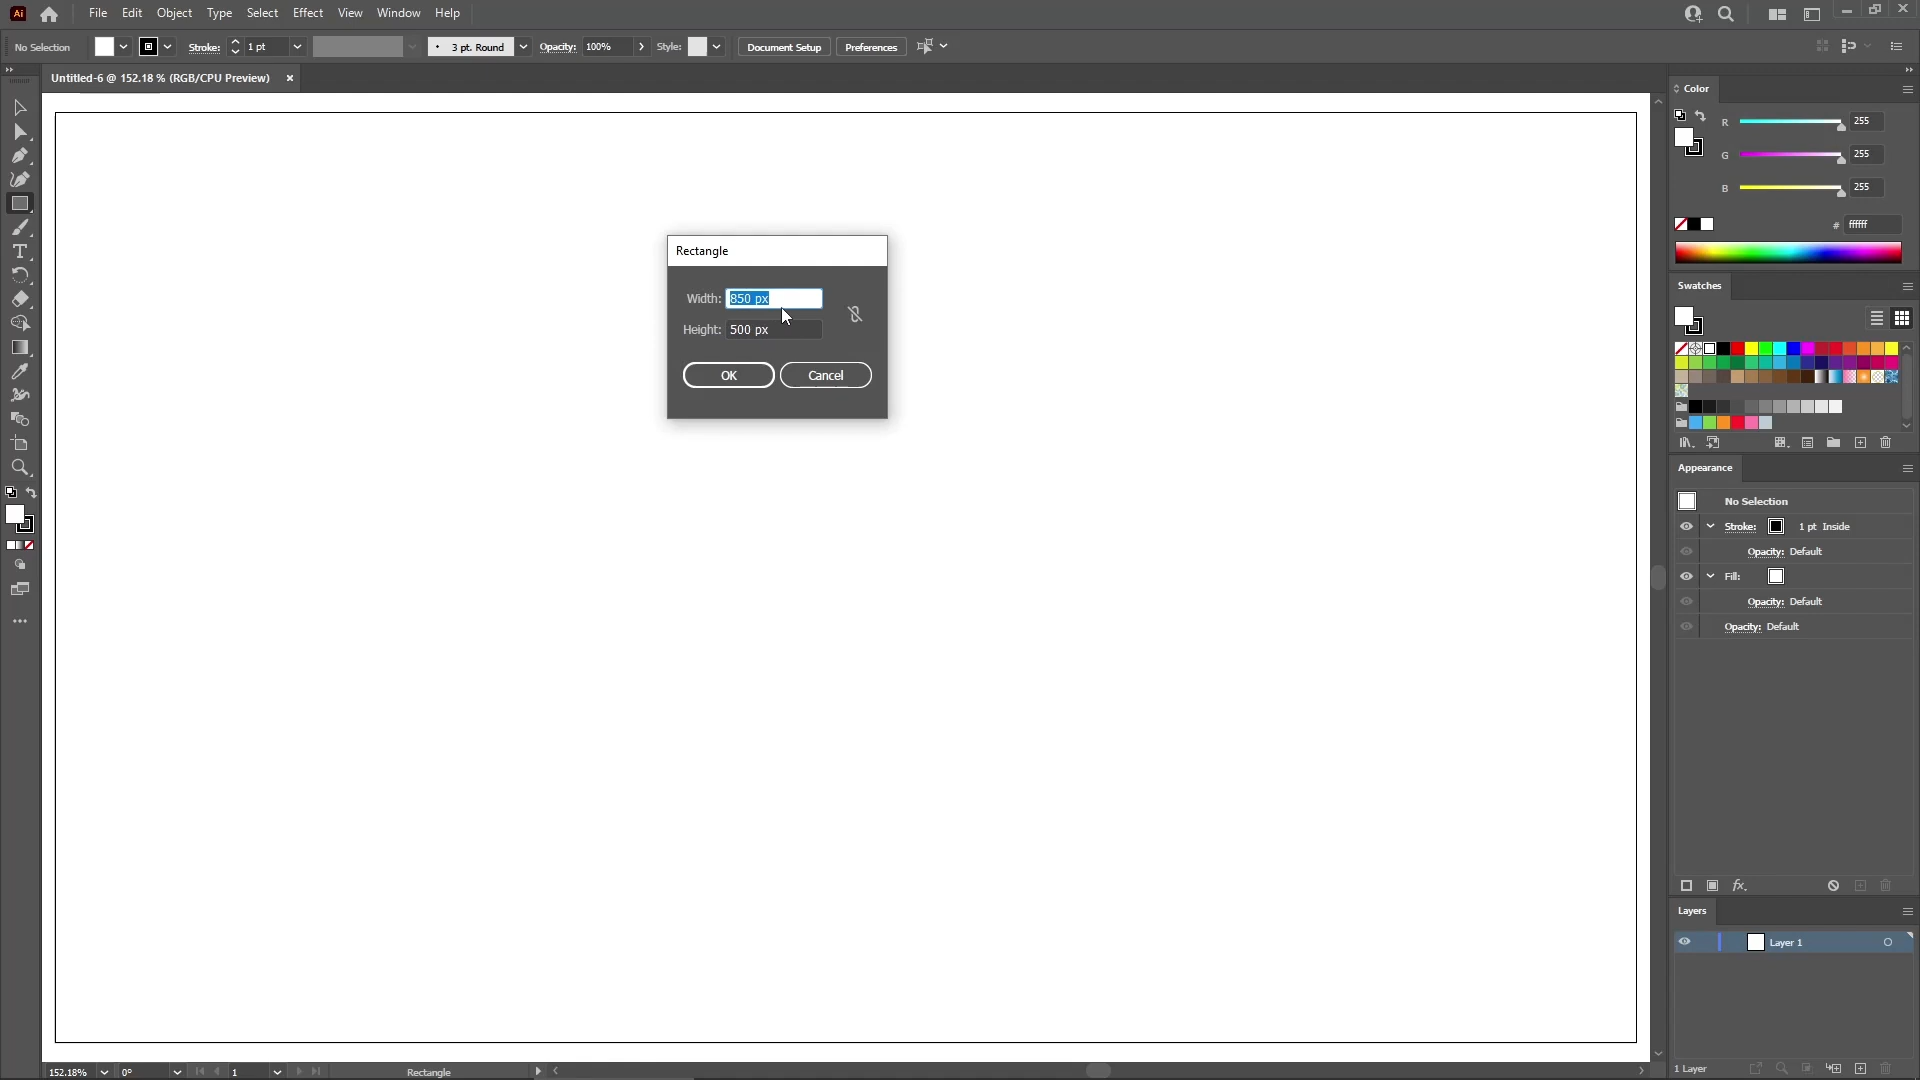 Ai File Edit Object Type Select Effect View Window Help
No Selection Stroke: 1 pt 3 pt. Round Opacity: 100% Style: Document Setup Preferences
Untitled-6 @ 152.18 % (RGB/CPU Preview)
Color
R 255
G 255
B 255
# ffffff
Swatches
Rectangle
Width: 850 px
Height: 500 px
OK Cancel
Appearance
No Selection
Stroke: 1 pt Inside
Opacity: Default
Fill:
Opacity: Default
Opacity: Default
fx.
Layers
Layer 1
1 Layer
152.18% 0° 1 Rectangle